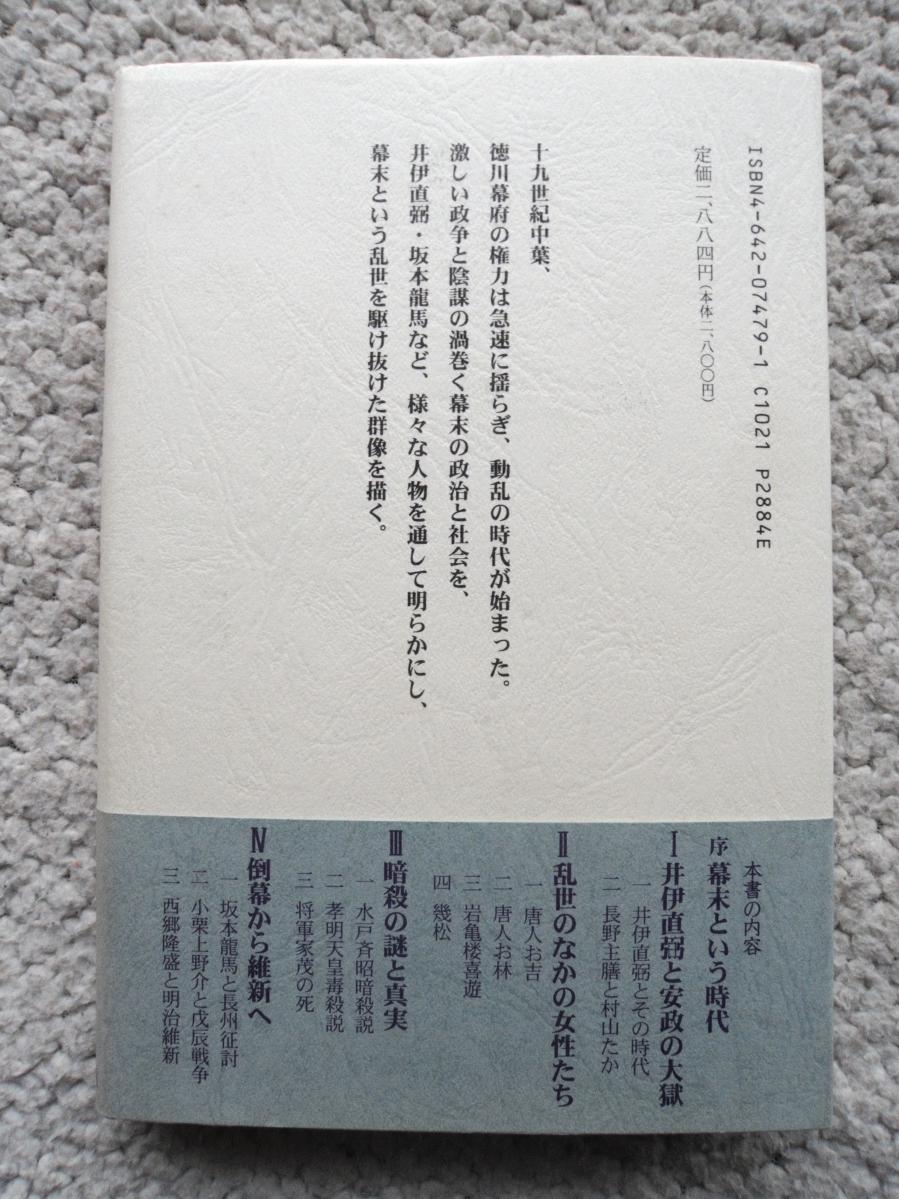 ISBN4-642-07479-1 C1021 P2884E
定価二、八八四円(本体二、八〇〇円)
十九世紀中葉、
徳川幕府の権力は急速に揺らぎ、動乱の時代が始まった。
激しい政争と陰謀の渦巻く幕末の政治と社会を、
井伊直弼・坂本龍馬など、様々な人物を通して明らかにし、
幕末という乱世を駆け抜けた群像を描く。
本書の内容
序 幕末という時代
Ⅰ 井伊直弼と安政の大獄
一 井伊直弼とその時代
二 長野主膳と村山たか
Ⅱ 乱世のなかの女性たち
一 唐人お吉
二 唐人お林
三 岩亀楼喜遊
四 幾松
Ⅲ 暗殺の謎と真実
一 水戸斉昭暗殺説
二 孝明天皇毒殺説
三 将軍家茂の死
Ⅳ 倒幕から維新へ
一 坂本龍馬と長州征討
二 小栗上野介と戊辰戦争
三 西郷隆盛と明治維新